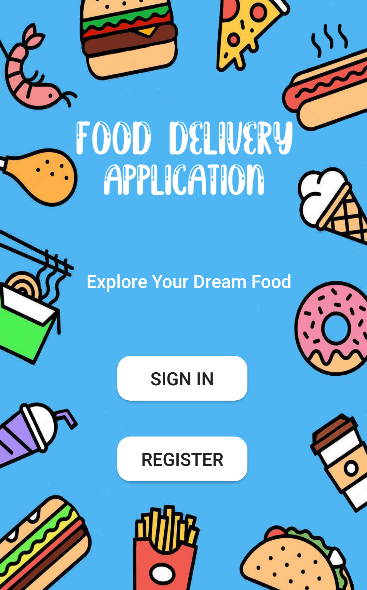 FOOD DELIVERY
APPLICATION
Explore Your Dream Food
SIGN IN
REGISTER